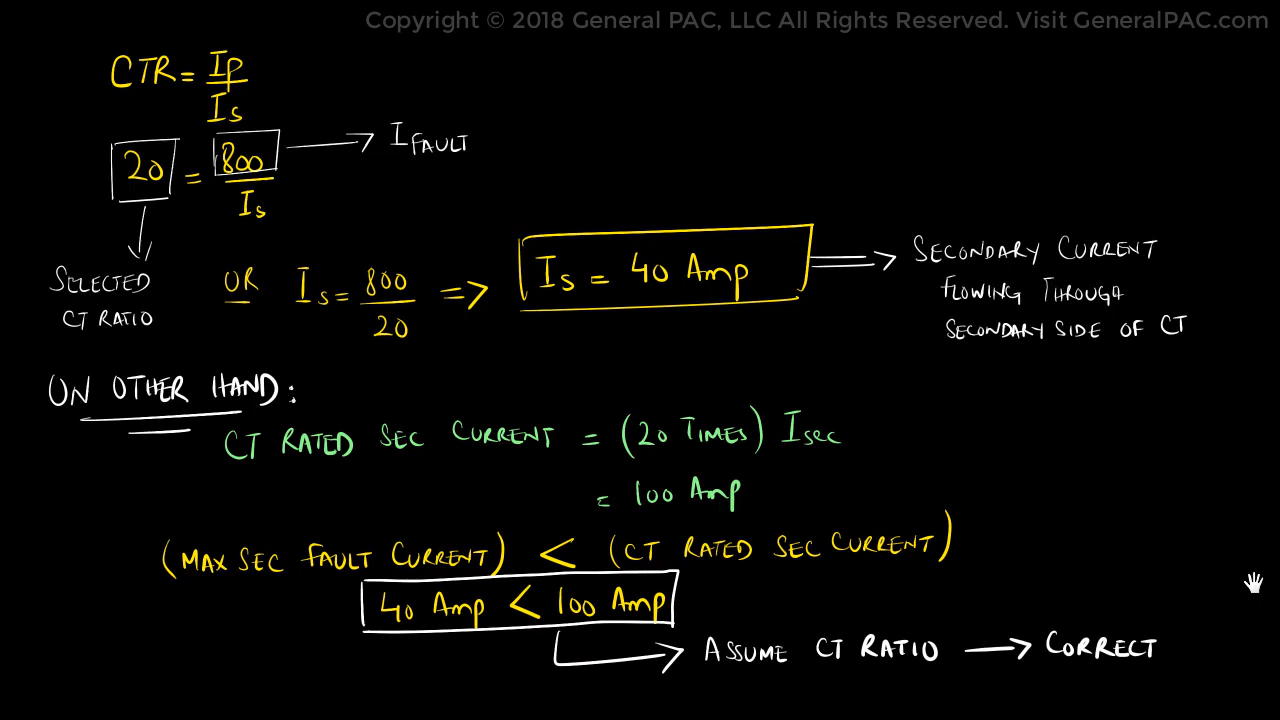 Copyright © 2018 General PAC, LLC All Rights Reserved. Visit GeneralPAC.com
CTR = Ip/Is
20 = 800/Is → I FAULT
SELECTED CT RATIO
OR Is = 800/20 => Is = 40 Amp
SECONDARY CURRENT
FLOWING THROUGH
SECONDARY SIDE OF CT
ON OTHER HAND:
CT RATED SEC CURRENT = (20 TIMES) Isec
= 100 Amp
(MAX SEC FAULT CURRENT) < (CT RATED SEC CURRENT)
40 Amp < 100 Amp
ASSUME CT RATIO → CORRECT